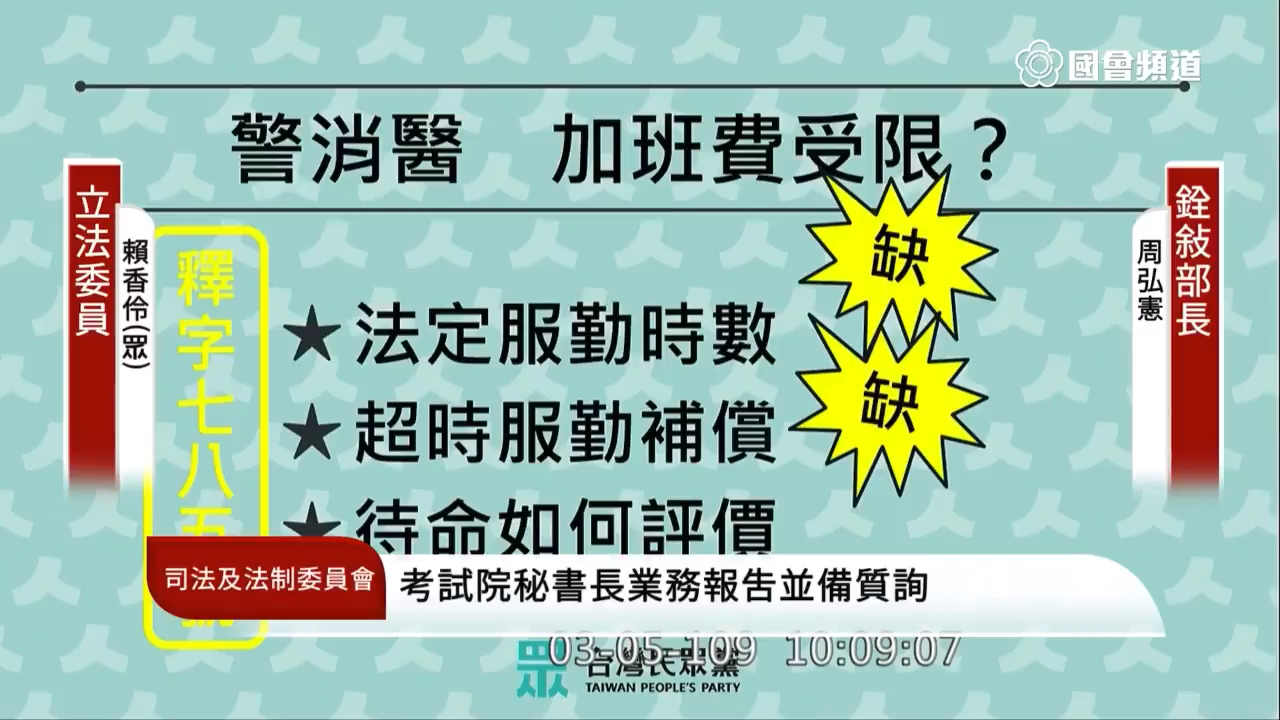 國會頻道
警消醫 加班費受限？
立法委員
賴香伶(眾)
銓敍部長
周弘憲
釋字七八五號
★法定服勤時數
缺
★超時服勤補償
缺
★待命如何評價
司法及法制委員會
考試院秘書長業務報告並備質詢
03-05-109 10:09:07
眾 台灣民眾黨
TAIWAN PEOPLE'S PARTY